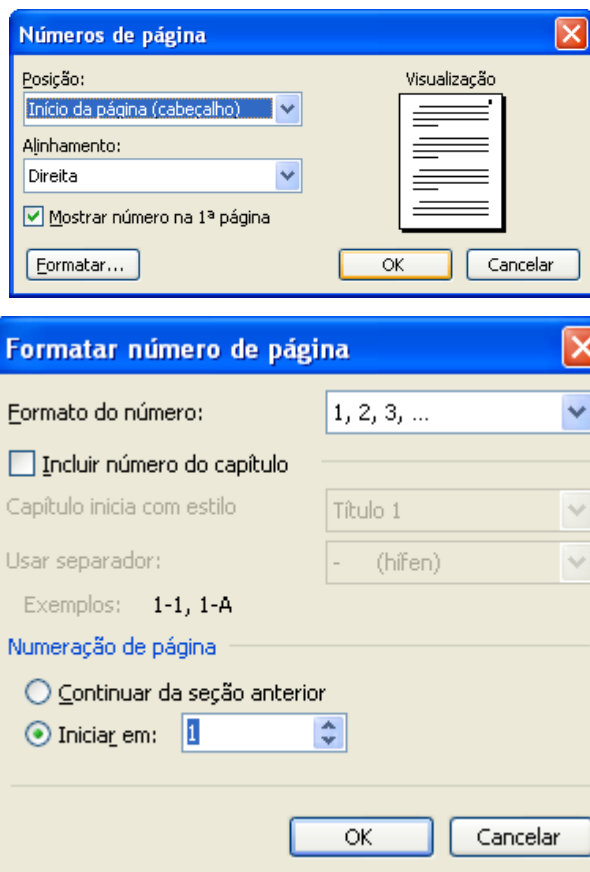 Números de página
Posição:
Visualização
Início da página (cabeçalho)
Alinhamento:
Direita
Mostrar número na 1ª página
Formatar...
OK
Cancelar
Formatar número de página
Formato do número:
1, 2, 3, ...
Incluir número do capítulo
Capítulo inicia com estilo
Título 1
Usar separador:
- (hífen)
Exemplos: 1-1, 1-A
Numeração de página
Continuar da seção anterior
Iniciar em:
1
OK
Cancelar